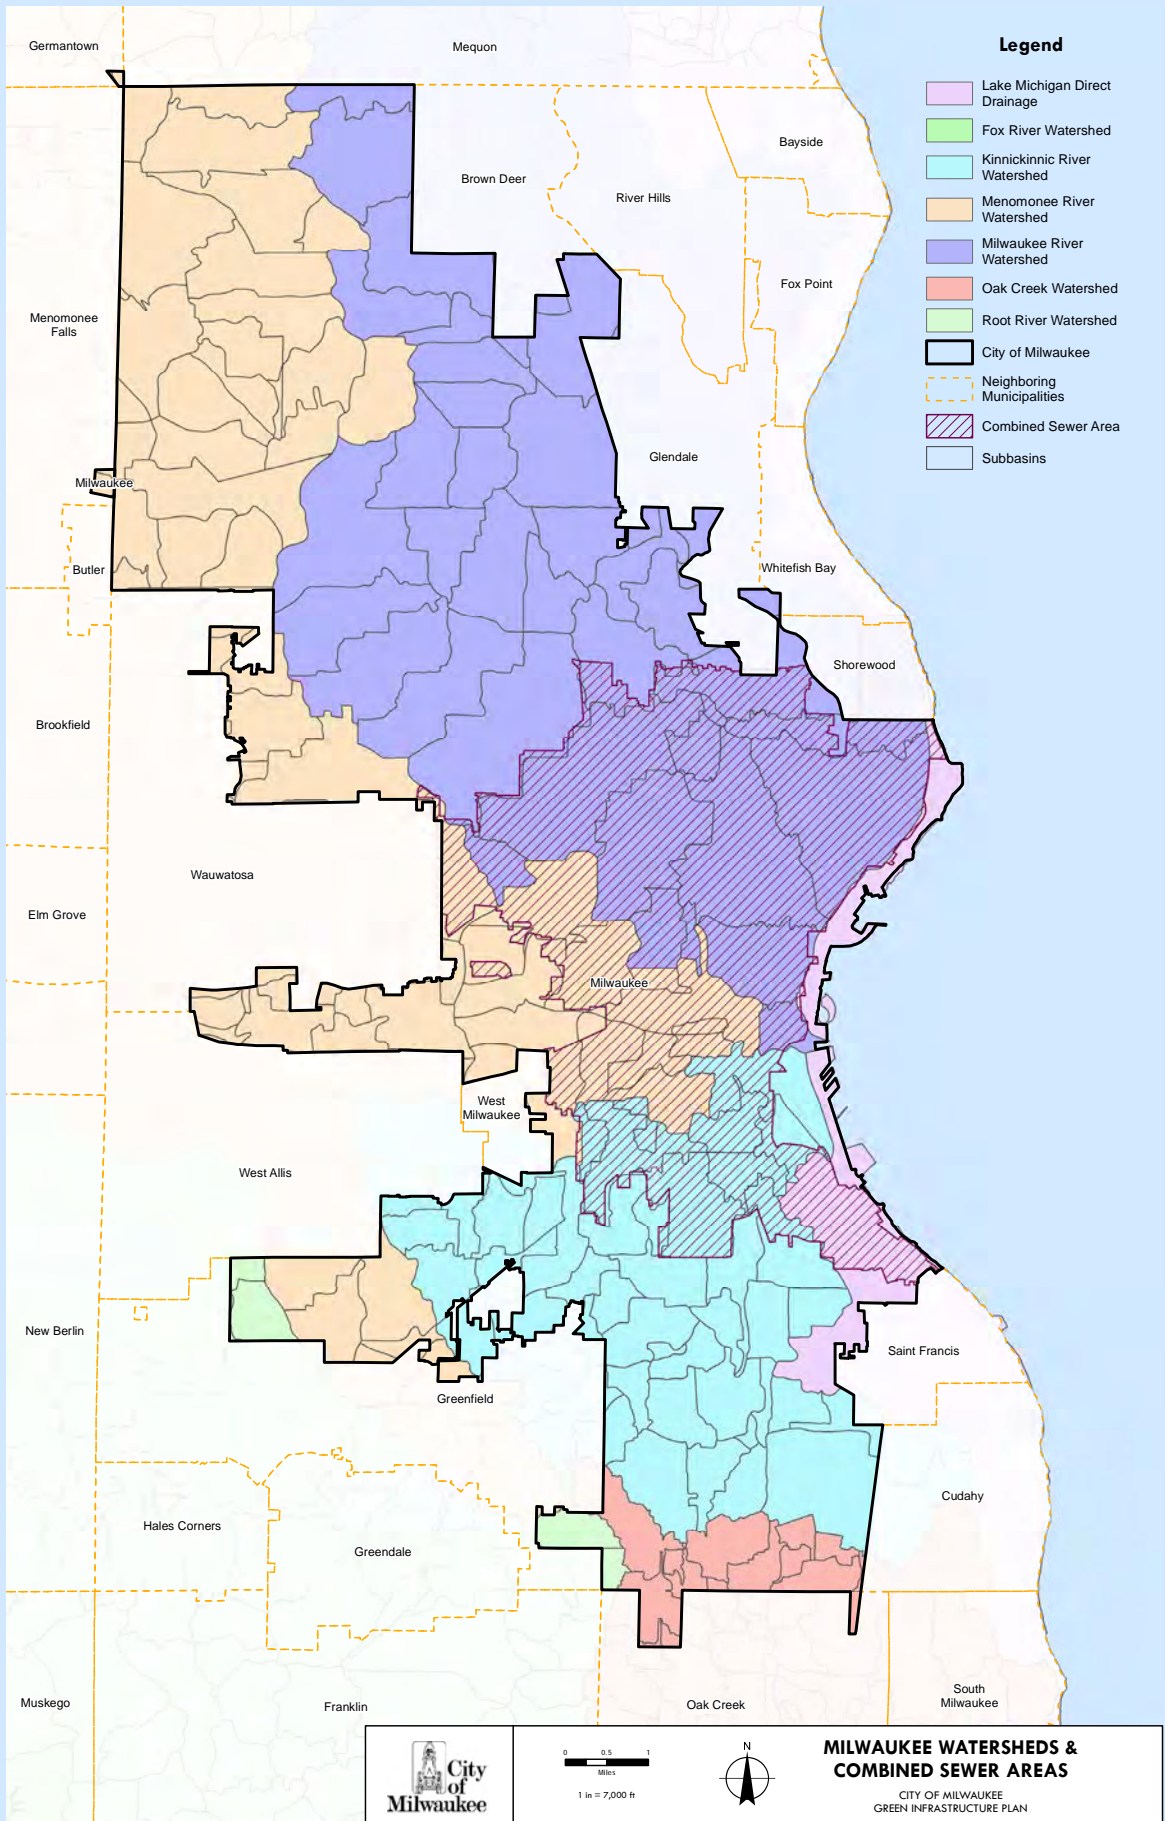 Germantown
Mequon
Legend
Lake Michigan Direct
Drainage
Fox River Watershed
Kinnickinnic River
Watershed
Menomonee River
Watershed
Milwaukee River
Watershed
Oak Creek Watershed
Root River Watershed
City of Milwaukee
Neighboring
Municipalities
Combined Sewer Area
Subbasins
Bayside
Brown Deer
River Hills
Fox Point
Menomonee
Falls
Glendale
Milwaukee
Butler
Whitefish Bay
Shorewood
Brookfield
Wauwatosa
Elm Grove
Milwaukee
West
Milwaukee
West Allis
New Berlin
Saint Francis
Greenfield
Cudahy
Hales Corners
Greendale
Muskego
Franklin
Oak Creek
South
Milwaukee
City
of
Milwaukee
0 0.5 1
Miles
1 in = 7,000 ft
N
MILWAUKEE WATERSHEDS &
COMBINED SEWER AREAS
CITY OF MILWAUKEE
GREEN INFRASTRUCTURE PLAN